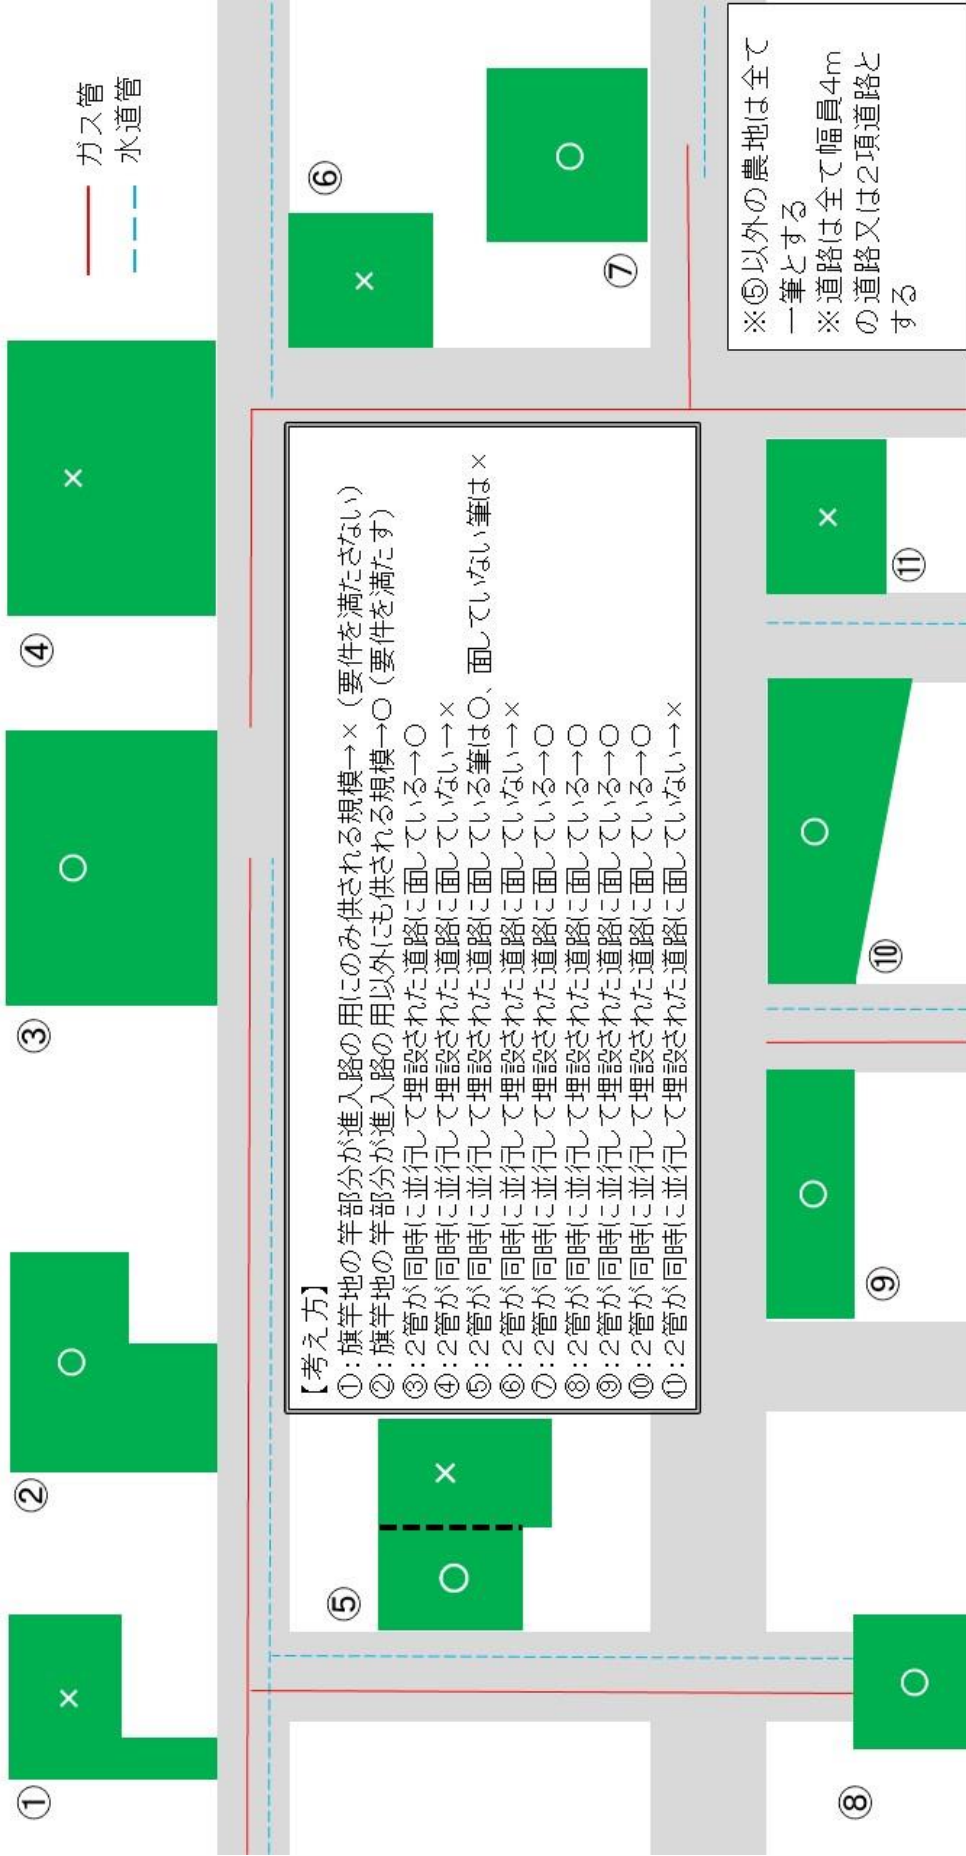 ガス管
水道管
①
×
②
○
③
○
④
×
⑤
○
×
⑥
×
⑦
○
【考え方】
①：旗竿地の竿部分が進入路の用にのみ供される規模→×（要件を満たさない）
②：旗竿地の竿部分が進入路の用以外にも供される規模→○（要件を満たす）
③：2管が同時に並行して埋設された道路に面している→○
④：2管が同時に並行して埋設された道路に面していない→×
⑤：2管が同時に並行して埋設された道路に面している筆は○、面していない筆は×
⑥：2管が同時に並行して埋設された道路に面していない→×
⑦：2管が同時に並行して埋設された道路に面している→○
⑧：2管が同時に並行して埋設された道路に面している→○
⑨：2管が同時に並行して埋設された道路に面している→○
⑩：2管が同時に並行して埋設された道路に面している→○
⑪：2管が同時に並行して埋設された道路に面していない→×
⑧
○
⑨
○
⑩
○
⑪
×
※⑤以外の農地は全て
一筆とする
※道路は全て幅員4m
の道路又は2項道路と
する